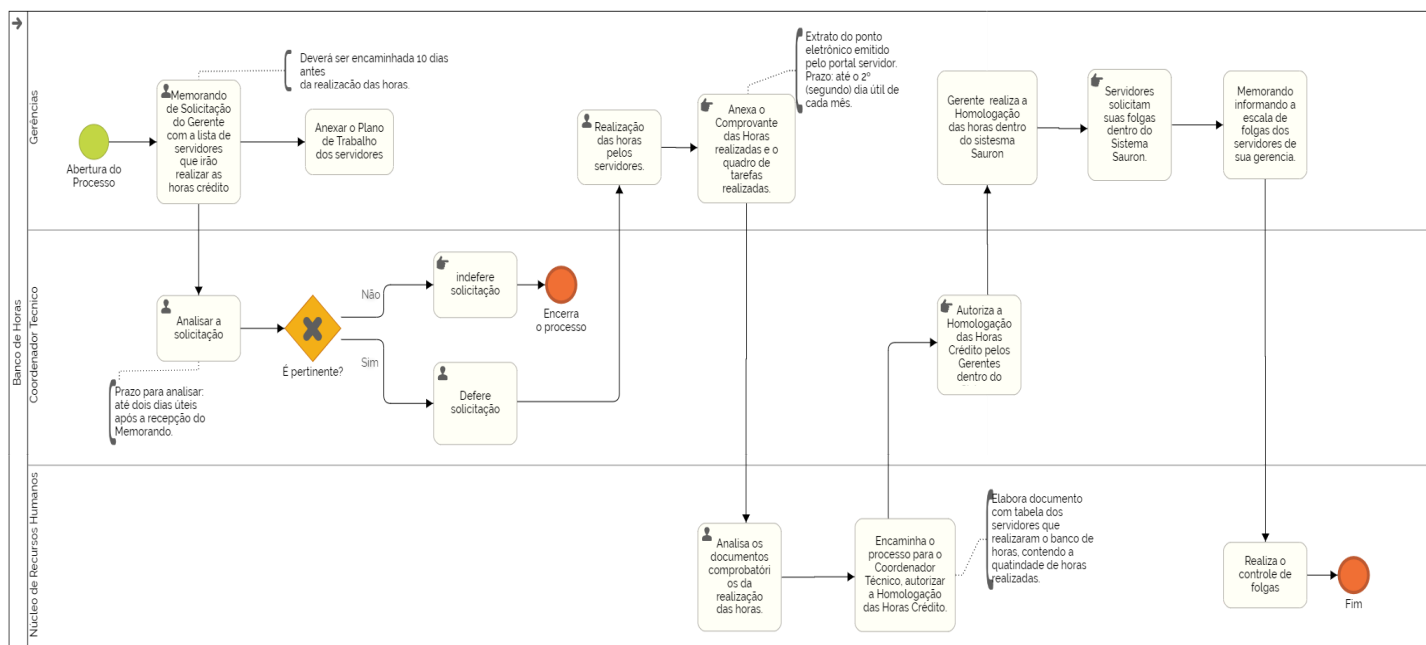 Banco de Horas
Gerências
Abertura do
Processo
Memorando
de Solicitação
do Gerente
com a lista de
servidores
que irão
realizar as
horas crédito
Deverá ser encaminhada 10 dias
antes
da realização das horas.
Anexar o Plano
de Trabalho
dos servidores
Realização
das horas
pelos
servidores.
Anexa o
Comprovante
das Horas
realizadas e o
quadro de
tarefas
realizadas.
Extrato do ponto
eletrônico emitido
pelo portal servidor.
Prazo: até o 2º
(segundo) dia útil de
cada mês.
Gerente realiza a
Homologação
das horas dentro
do sistesma
Sauron
Servidores
solicitam
suas folgas
dentro do
Sistema
Sauron.
Memorando
informando a
escala de
folgas dos
servidores de
sua gerencia.
Coordenador Técnico
Analisar a
solicitação
Prazo para analisar:
até dois dias úteis
após a recepção do
Memorando.
É pertinente?
Não
Sim
indefere
solicitação
Encerra
o processo
Defere
solicitação
Autoriza a
Homologação
das Horas
Crédito pelos
Gerentes
dentro do
Núcleo de Recursos Humanos
Analisa os
documentos
comprobatóri
os da
realização
das horas.
Encaminha o
processo para o
Coordenador
Técnico, autorizar
a Homologação
das Horas Crédito.
Elabora documento
com tabela dos
servidores que
realizaram o banco de
horas, contendo a
quatindade de horas
realizadas.
Realiza o
controle de
folgas
Fim